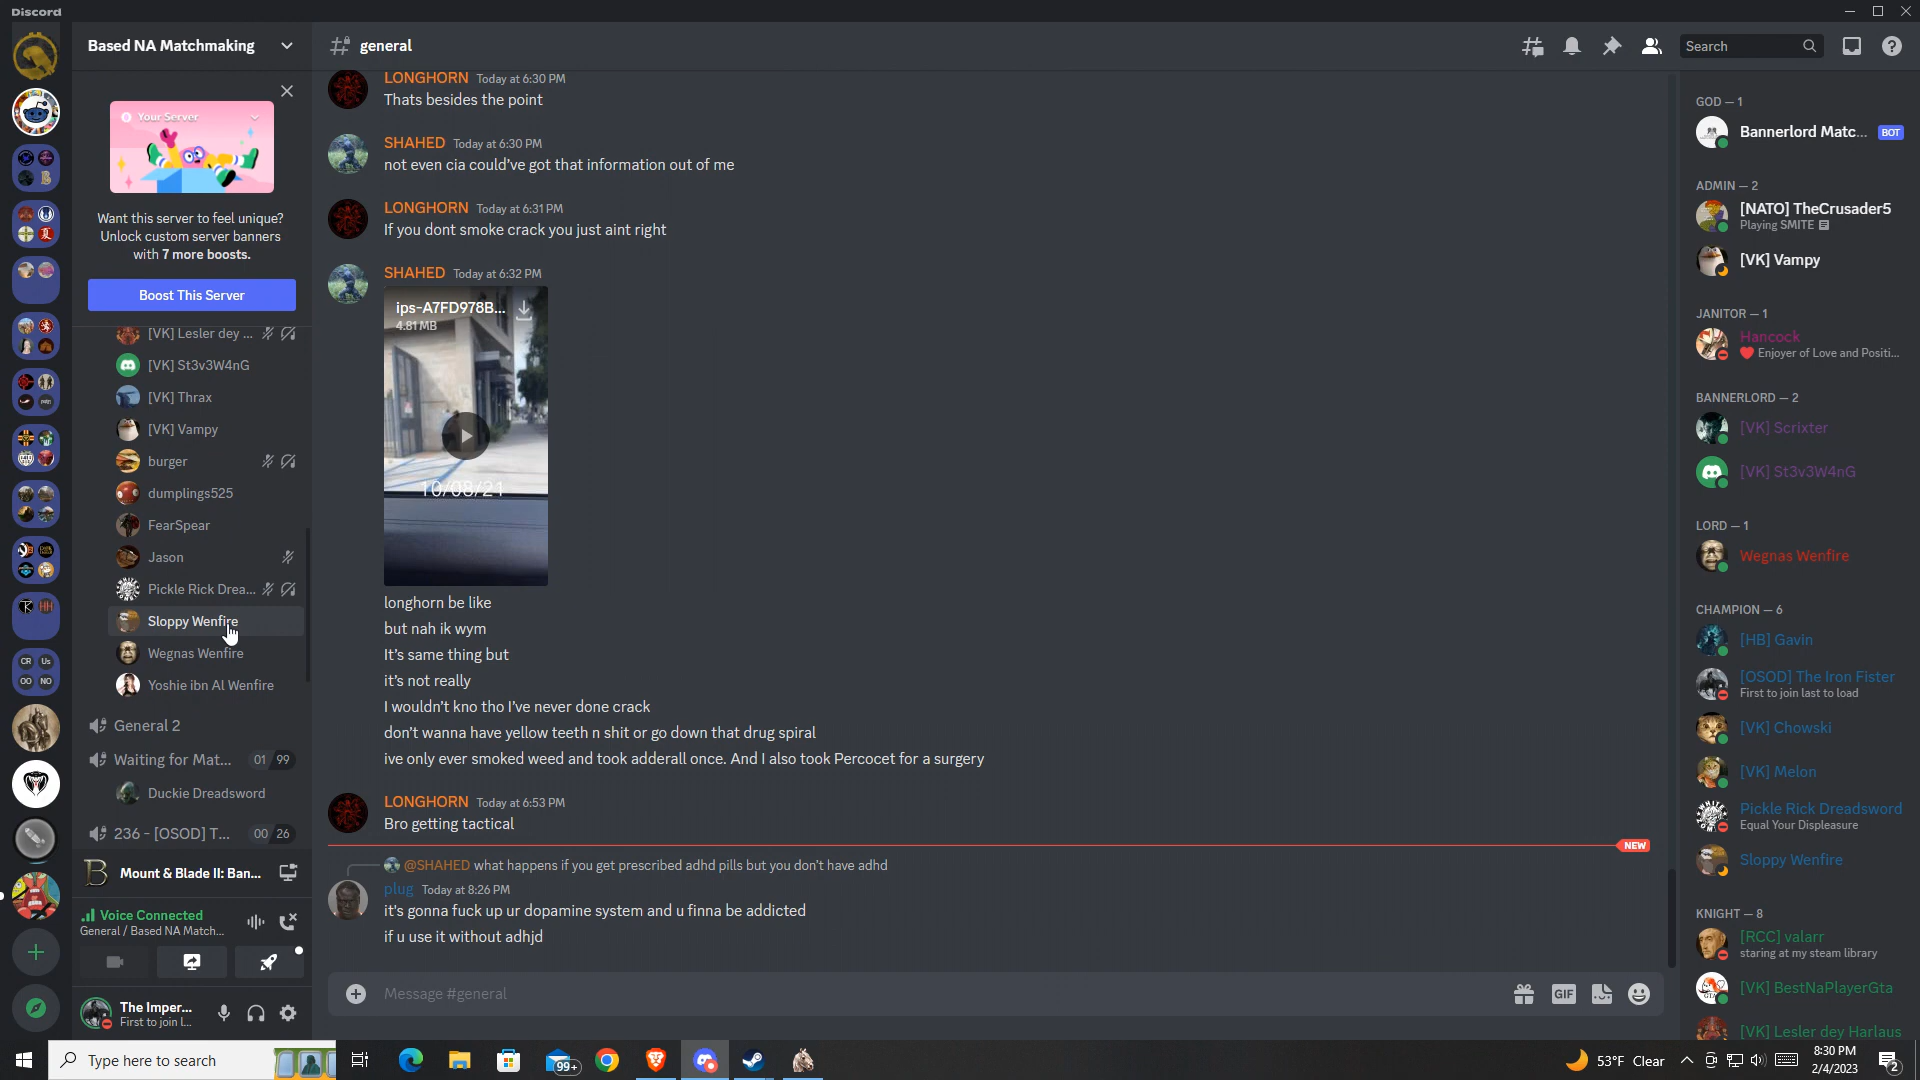 Discord
Based NA Matchmaking
general
Search
Your Server
Want this server to feel unique?
Unlock custom server banners
with 7 more boosts.
Boost This Server
[VK] Lesler dey ...
[VK] St3v3W4nG
[VK] Thrax
[VK] Vampy
burger
dumplings525
FearSpear
Jason
Pickle Rick Drea...
Sloppy Wenfire
Wegnas Wenfire
Yoshie ibn Al Wenfire
General 2
Waiting for Mat... 01 99
Duckie Dreadsword
236 - [OSOD] T... 00 26
CR Us
OO NO
Mount & Blade II: Ban...
Voice Connected
General / Based NA Match...
The Imper...
First to join l...
LONGHORN Today at 6:30 PM
Thats besides the point
SHAHED Today at 6:30 PM
not even cia could've got that information out of me
LONGHORN Today at 6:31 PM
If you dont smoke crack you just aint right
SHAHED Today at 6:32 PM
ips-A7FD978B...
4.81 MB
10/08/21
longhorn be like
but nah ik wym
It's same thing but
it's not really
I wouldn't kno tho I've never done crack
don't wanna have yellow teeth n shit or go down that drug spiral
ive only ever smoked weed and took adderall once. And I also took Percocet for a surgery
LONGHORN Today at 6:53 PM
Bro getting tactical
NEW
@SHAHED what happens if you get prescribed adhd pills but you don't have adhd
plug Today at 8:26 PM
it's gonna fuck up ur dopamine system and u finna be addicted
if u use it without adhjd
Message #general
GIF
GOD — 1
Bannerlord Matc... BOT
ADMIN — 2
[NATO] TheCrusader5
Playing SMITE
[VK] Vampy
JANITOR — 1
Hancock
Enjoyer of Love and Positi...
BANNERLORD — 2
[VK] Scrixter
[VK] St3v3W4nG
LORD — 1
Wegnas Wenfire
CHAMPION — 6
[HB] Gavin
[OSOD] The Iron Fister
First to join last to load
[VK] Chowski
[VK] Melon
Pickle Rick Dreadsword
Equal Your Displeasure
Sloppy Wenfire
KNIGHT — 8
[RCC] valarr
staring at my steam library
[VK] BestNaPlayerGta
[VK] Lesler dey Harlaus
Type here to search
99+
53°F Clear
8:30 PM
2/4/2023
2